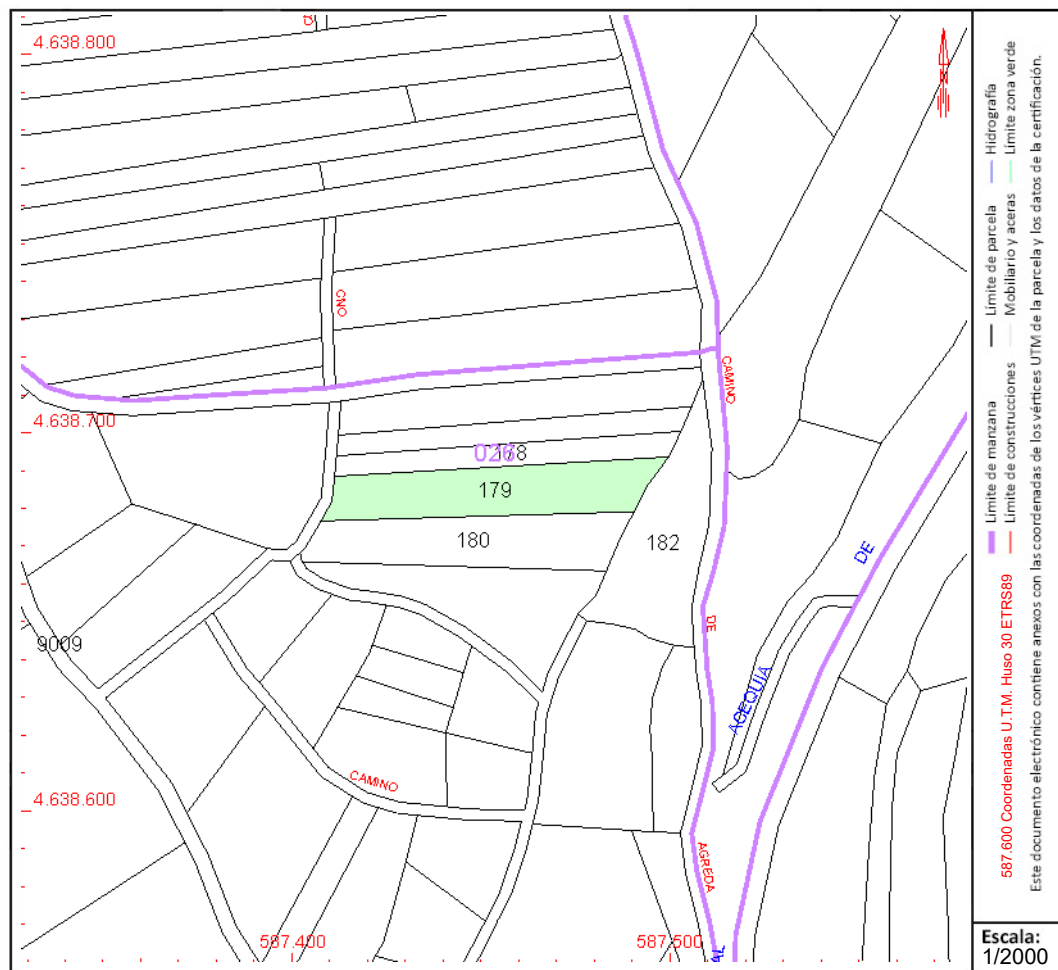 4.638.800
CNO
CAMINO
4.638.700
026
178
179
180
182
DE
9009
DE
ACEQUIA
4.638.600
CAMINO
AGREDA
587.400
587.500
Límite de manzana
Límite de parcela
Hidrografía
Límite de construcciones
Mobiliario y aceras
Límite zona verde
587.600 Coordenadas U.T.M. Huso 30 ETRS89
Este documento electrónico contiene anexos con las coordenadas de los vértices UTM de la parcela y los datos de la certificación.
Escala:
1/2000